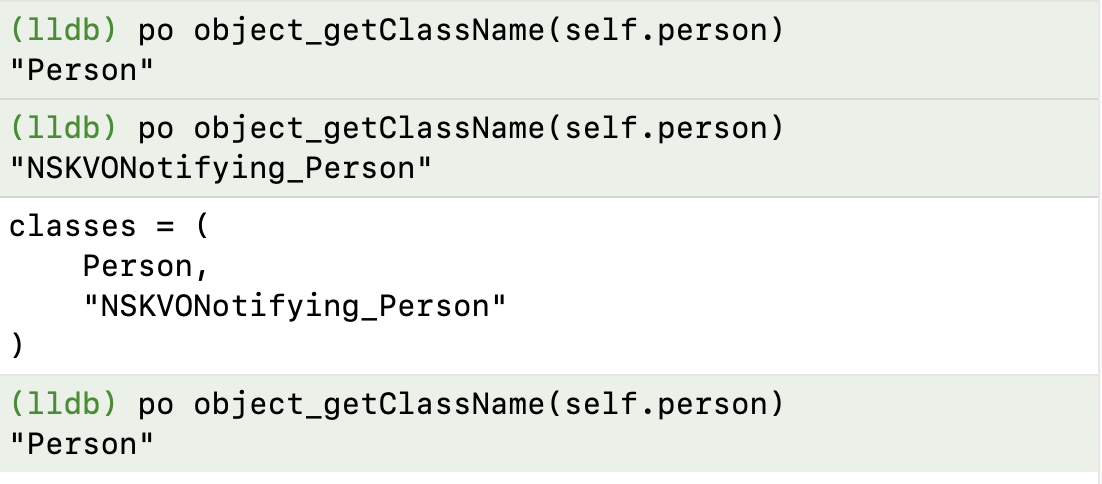 (lldb) po object_getClassName(self.person)
"Person"
(lldb) po object_getClassName(self.person)
"NSKVONotifying_Person"
classes = (
    Person,
    "NSKVONotifying_Person"
)
(lldb) po object_getClassName(self.person)
"Person"